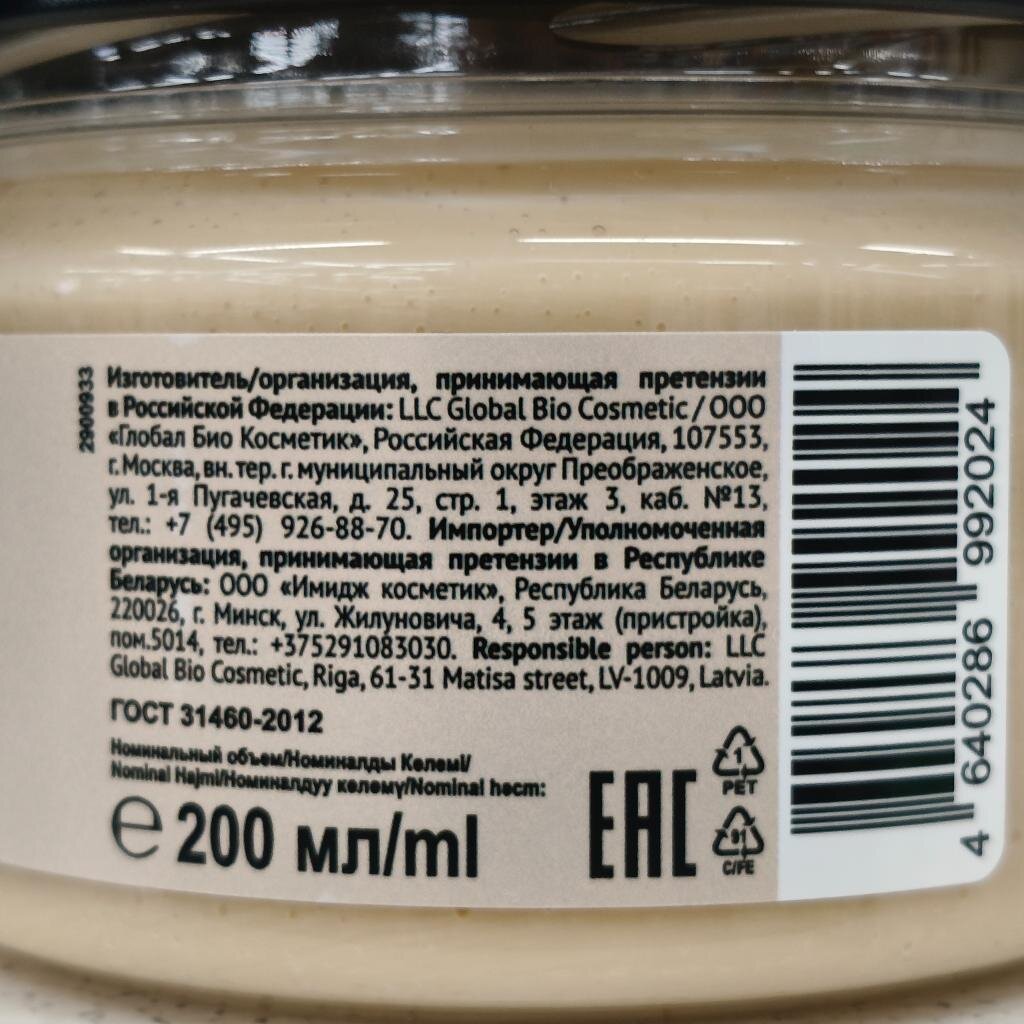 2900933
Изготовитель/организация, принимающая претензии
в Российской Федерации: LLC Global Bio Cosmetic / ООО
«Глобал Био Косметик», Российская Федерация, 107553,
г. Москва, вн. тер. г. муниципальный округ Преображенское,
ул. 1-я Пугачевская, д. 25, стр. 1, этаж 3, каб. №13,
тел.: +7 (495) 926-88-70. Импортер/Уполномоченная
организация, принимающая претензии в Республике
Беларусь: ООО «Имидж косметик», Республика Беларусь,
220026, г. Минск, ул. Жилуновича, 4, 5 этаж (пристройка),
пом.5014, тел.: +375291083030. Responsible person: LLC
Global Bio Cosmetic, Riga, 61-31 Matisa street, LV-1009, Latvia.
ГОСТ 31460-2012
Номинальный объем/Номиналды Көлемі/
Nominal Hajmi/Номиналдуу көлөмү/Nominal həcm:
℮ 200 мл/ml
EAC
1
PET
91
C/FE
4 640286 992024